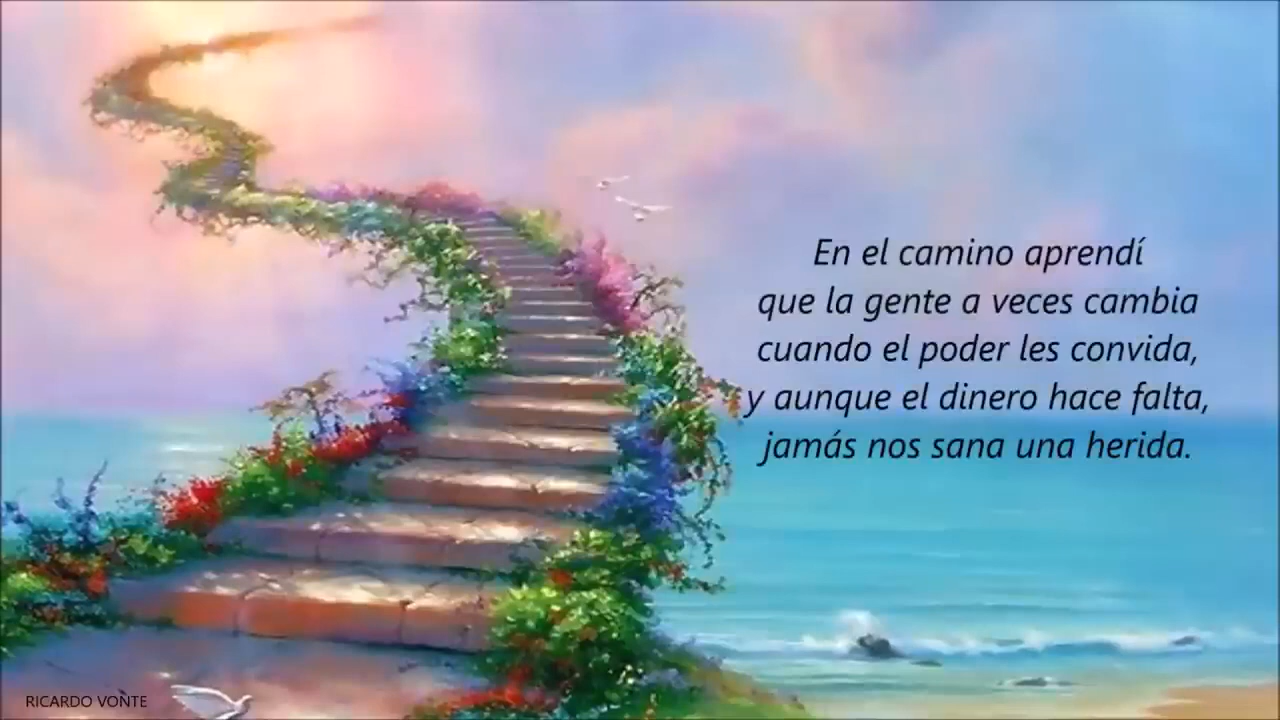 En el camino aprendí
que la gente a veces cambia
cuando el poder les convida,
y aunque el dinero hace falta,
jamás nos sana una herida.
RICARDO VONTE